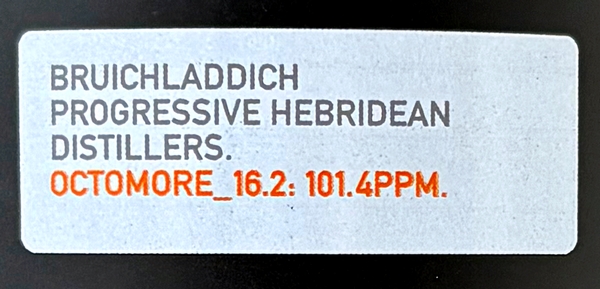 BRUICHLADDICH
PROGRESSIVE HEBRIDEAN
DISTILLERS.
OCTOMORE_16.2: 101.4PPM.